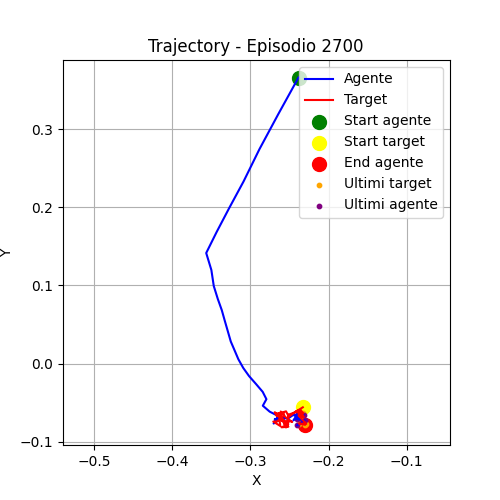 Trajectory - Episodio 2700
Agente
Target
Start agente
Start target
End agente
Ultimi target
Ultimi agente
Y
0.3
0.2
0.1
0.0
−0.1
−0.5
−0.4
−0.3
−0.2
−0.1
X